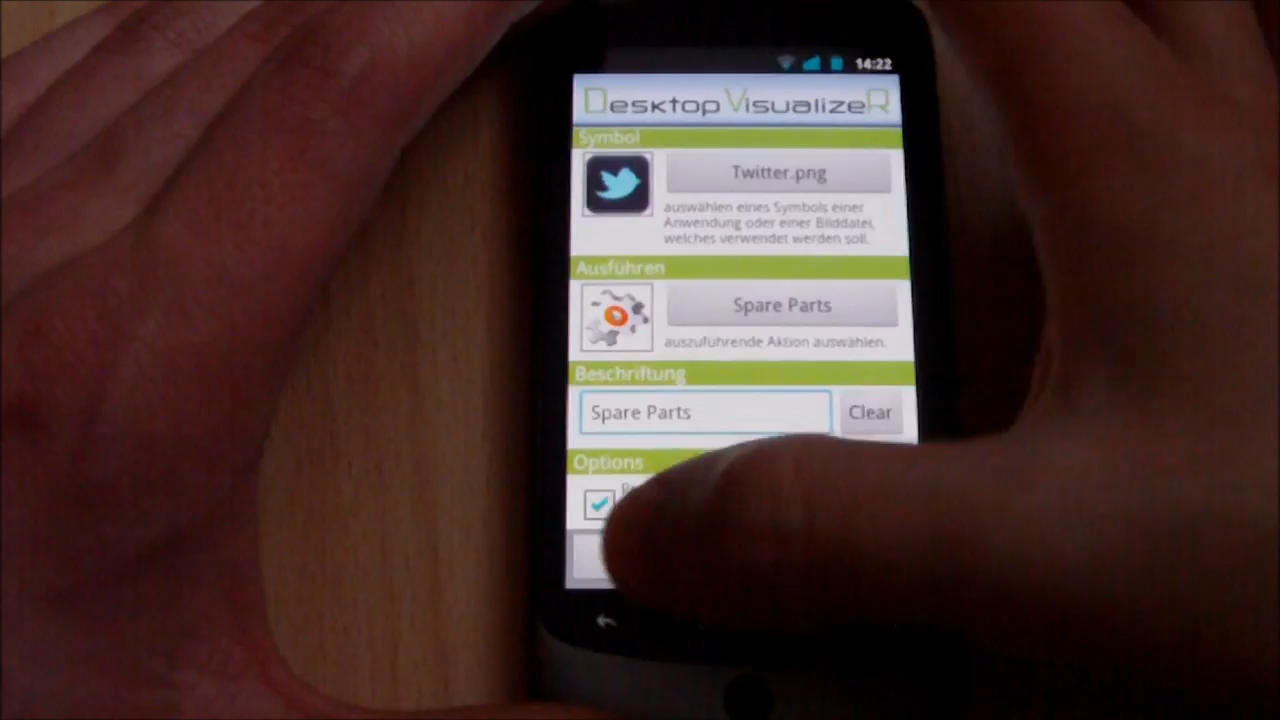 14:22
Desktop VisualizeR
Symbol
Twitter.png
auswählen eines Symbols einer
Anwendung oder einer Bilddatei,
welches verwendet werden soll.
Ausführen
Spare Parts
auszuführende Aktion auswählen.
Beschriftung
Spare Parts
Clear
Options